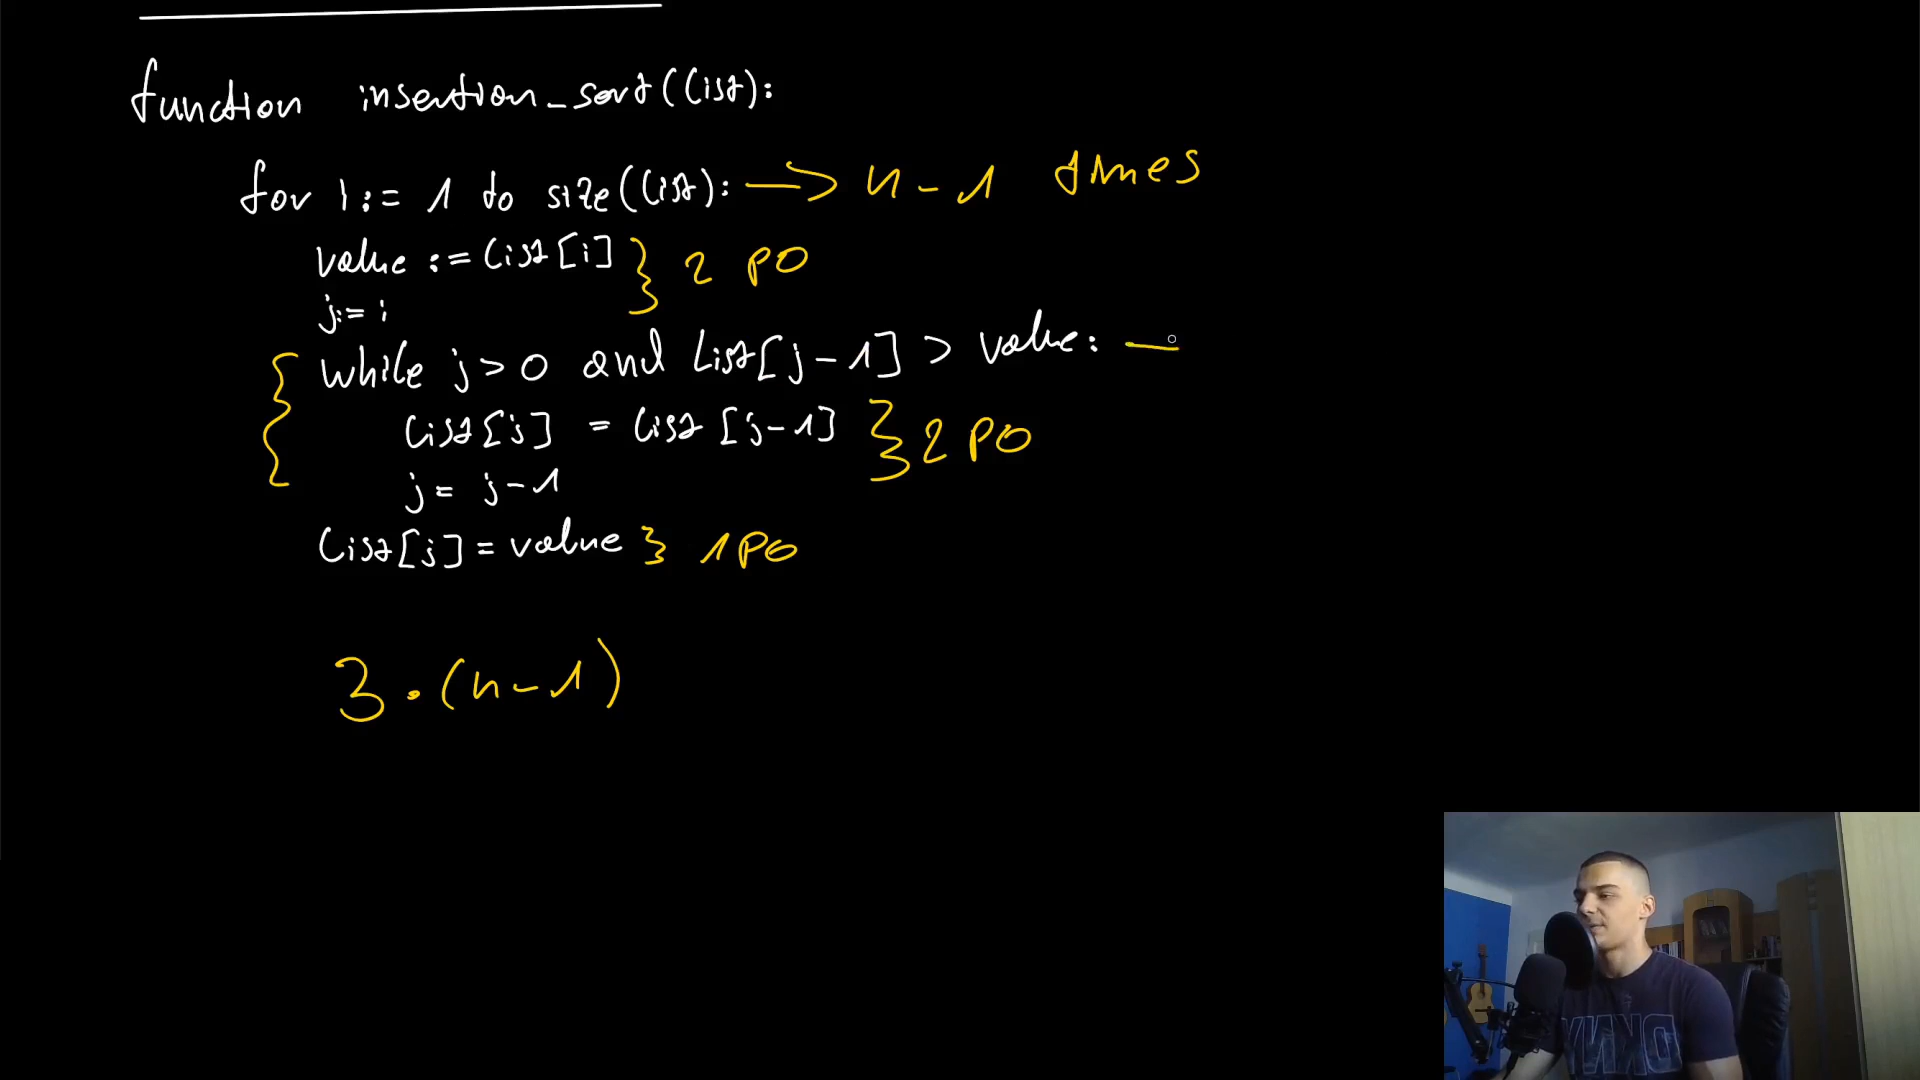 function insertion_sort(list):
for i := 1 to size(list): → n - 1 times
value := list[i] } 2 PO
j := i
while j > 0 and list[j - 1] > value: —
list[j] = list[j-1] } 2 PO
j = j - 1
list[j] = value } 1 PO
3 · (n - 1)